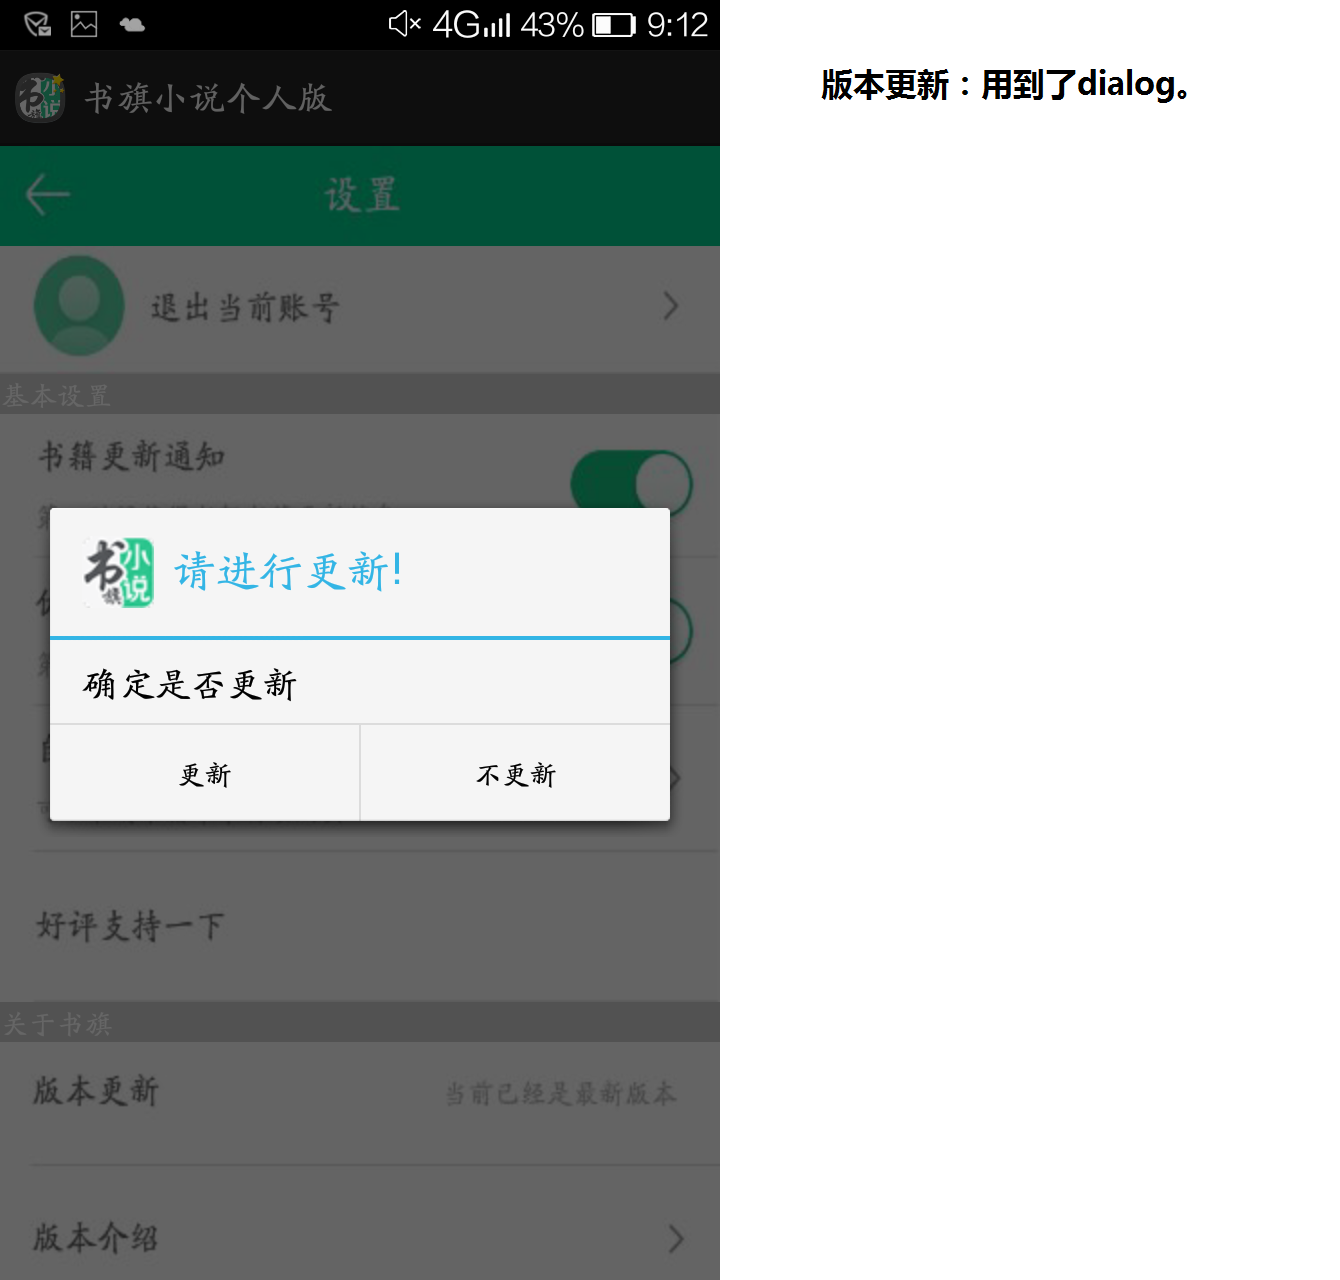 4G 43% 9:12
书旗小说个人版
版本更新：用到了dialog。
设置
退出当前账号
基本设置
书籍更新通知
书旗小说 请进行更新!
确定是否更新
更新 不更新
好评支持一下
关于书旗
版本更新 当前已经是最新版本
版本介绍